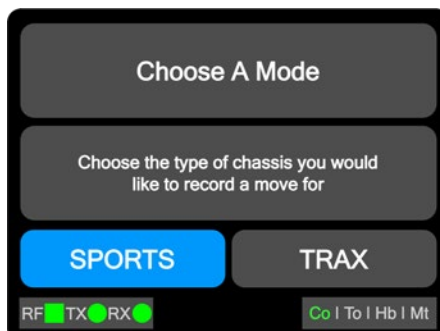 Choose A Mode
Choose the type of chassis you would
like to record a move for
SPORTS TRAX
RF TX RX Co I To I Hb I Mt